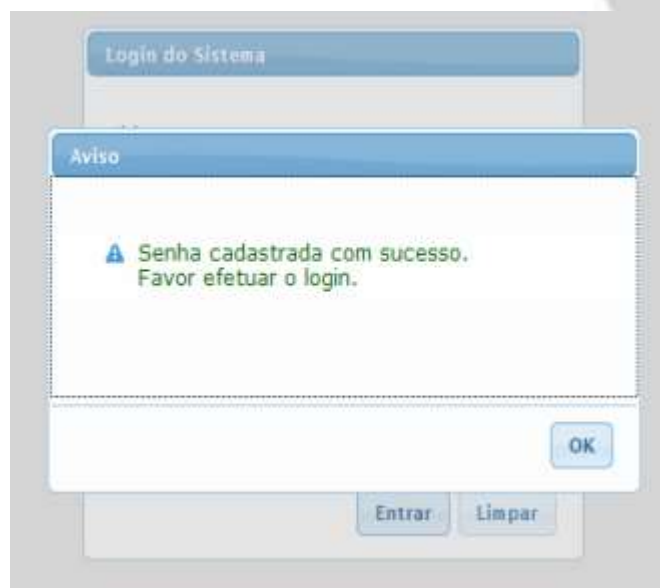 Login do Sistema
Aviso
Senha cadastrada com sucesso.
Favor efetuar o login.
OK
Entrar Limpar